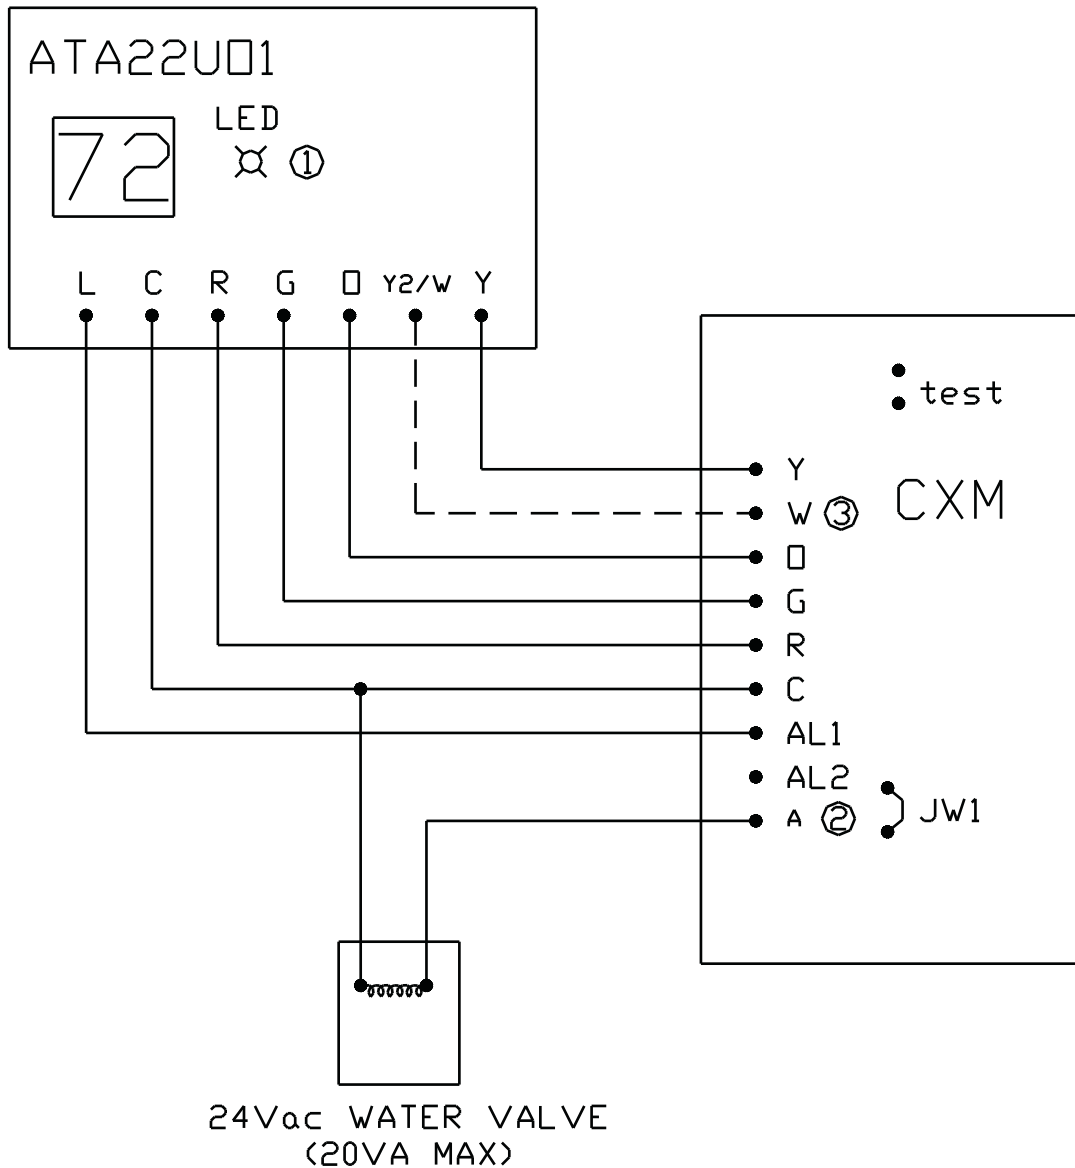 ATA22U01
LED
72
①
L C R G O Y2/W Y
test
Y
W ③
CXM
O
G
R
C
AL1
AL2
A ②
JW1
24Vac WATER VALVE
(20VA MAX)